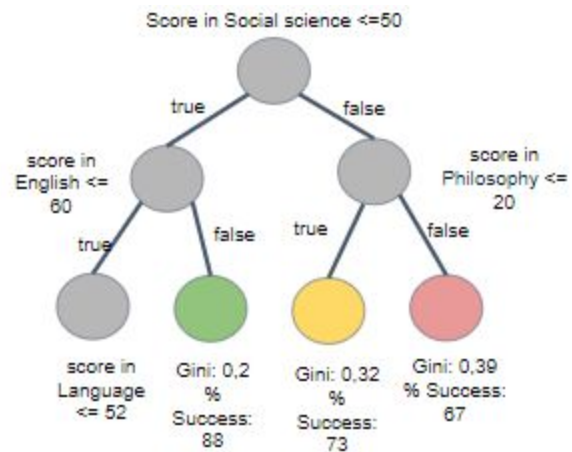 Score in Social science <=50
true
false
score in
English <=
60
score in
Philosophy <=
20
true
false
true
false
score in
Language
<= 52
Gini: 0,2
%
Success:
88
Gini: 0,32
%
Success:
73
Gini: 0,39
% Success:
67